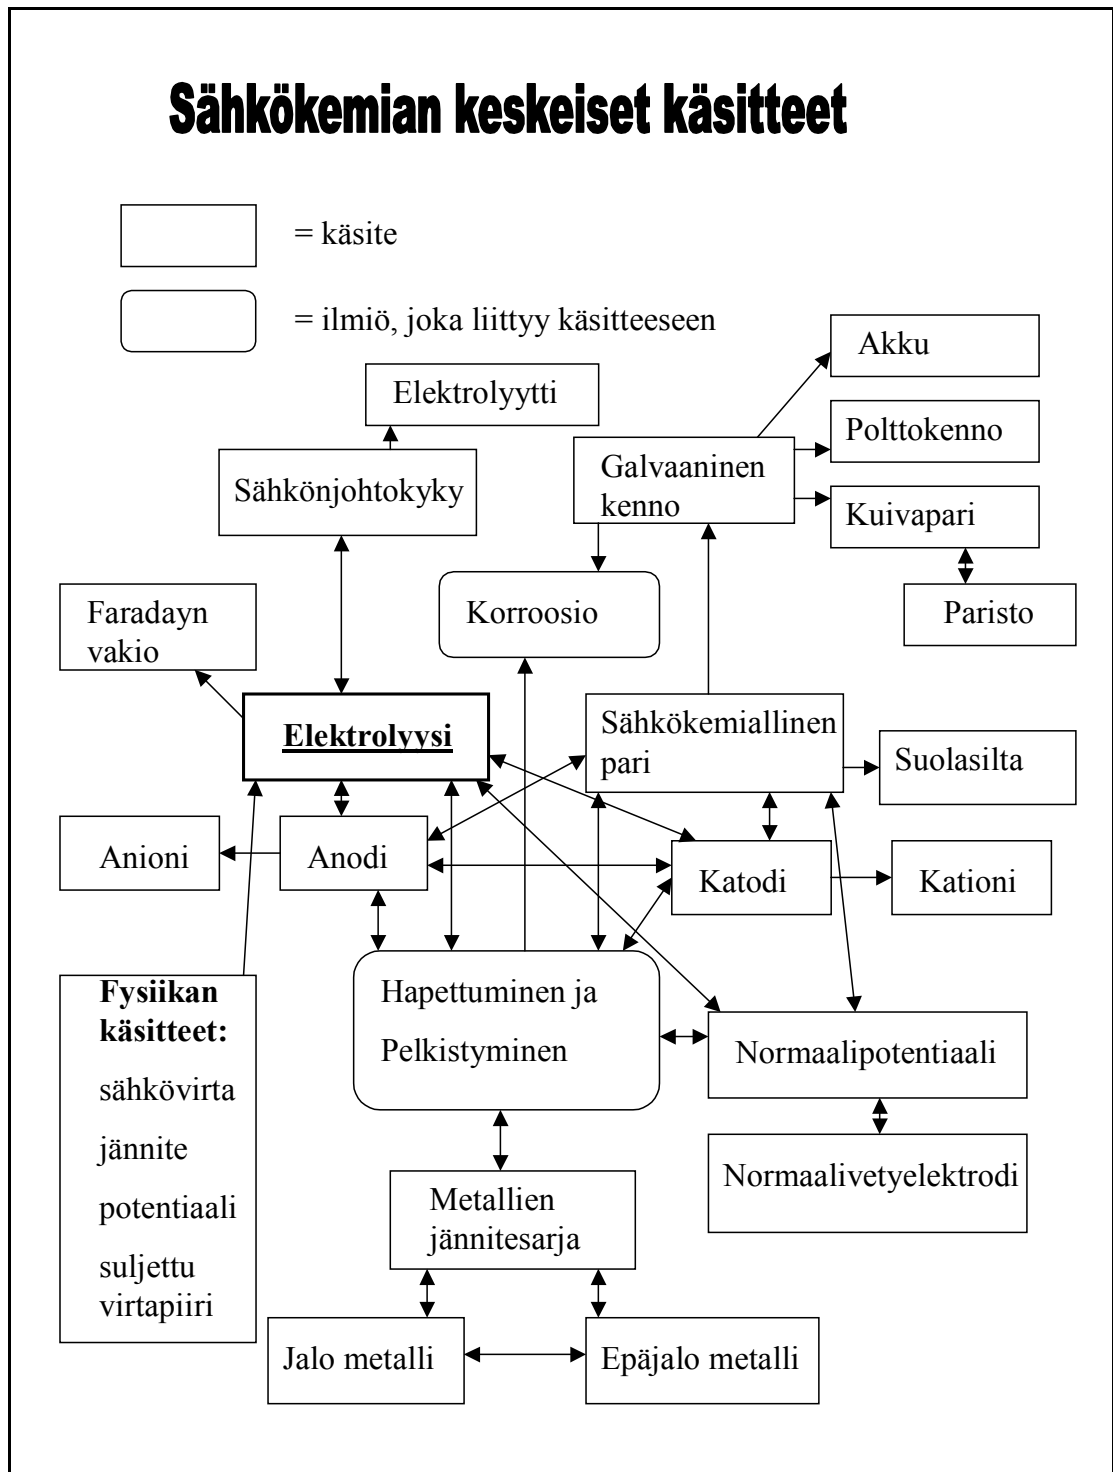 Sähkökemian keskeiset käsitteet
= käsite
= ilmiö, joka liittyy käsitteeseen
Akku
Elektrolyytti
Polttokenno
Galvaaninen
kenno
Sähkönjohtokyky
Kuivapari
Faradayn
vakio
Korroosio
Paristo
Elektrolyysi
Sähkökemiallinen
pari
Suolasilta
Anioni
Anodi
Katodi
Kationi
Fysiikan
käsitteet:
sähkövirta
jännite
potentiaali
suljettu
virtapiiri
Hapettuminen ja
Pelkistyminen
Normaalipotentiaali
Normaalivetyelektrodi
Metallien
jännitesarja
Jalo metalli
Epäjalo metalli